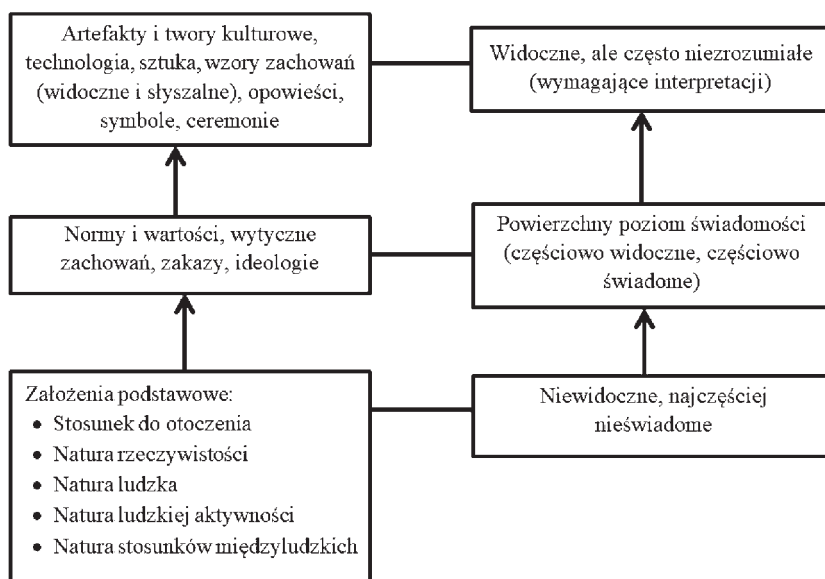 Artefakty i twory kulturowe,
technologia, sztuka, wzory zachowań
(widoczne i słyszalne), opowieści,
symbole, ceremonie
Widoczne, ale często niezrozumiałe
(wymagające interpretacji)
Normy i wartości, wytyczne
zachowań, zakazy, ideologie
Powierzchny poziom świadomości
(częściowo widoczne, częściowo
świadome)
Założenia podstawowe:
• Stosunek do otoczenia
• Natura rzeczywistości
• Natura ludzka
• Natura ludzkiej aktywności
• Natura stosunków międzyludzkich
Niewidoczne, najczęściej
nieświadome